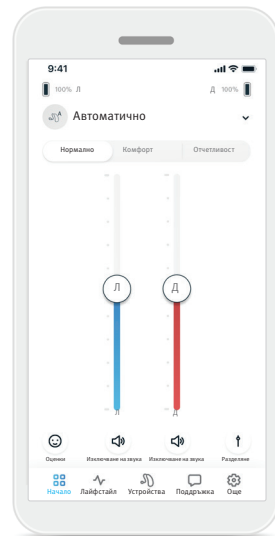 9:41
100% Л Д 100%
A Автоматично
Нормално Комфорт Отчетливост
Л Д
Л Д
Оценки Изключване на звука Изключване на звука Разделяне
Начало Лайфстайл Устройства Поддръжка Още